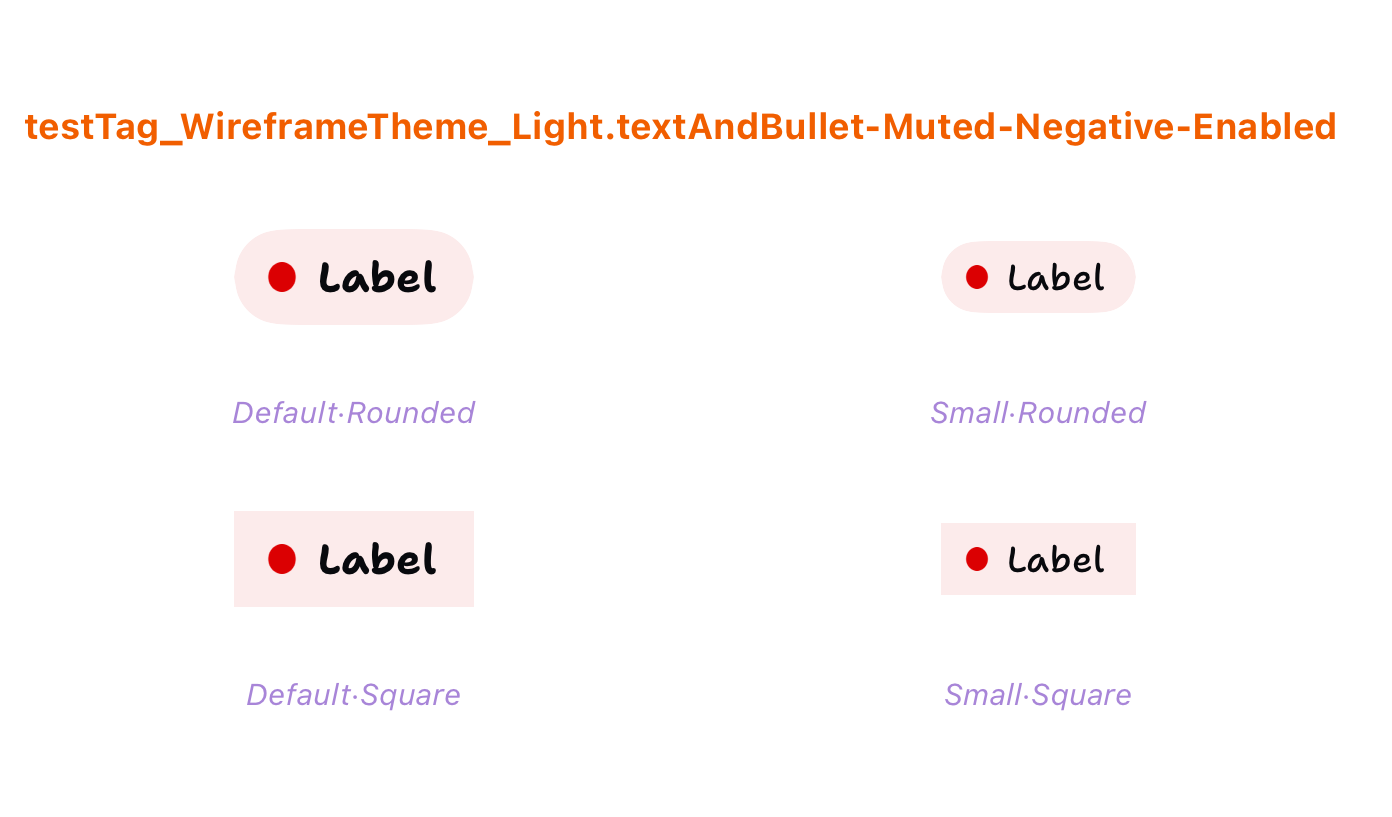 testTag_WireframeTheme_Light.textAndBullet-Muted-Negative-Enabled
Label
Label
Default·Rounded
Small·Rounded
Label
Label
Default·Square
Small·Square